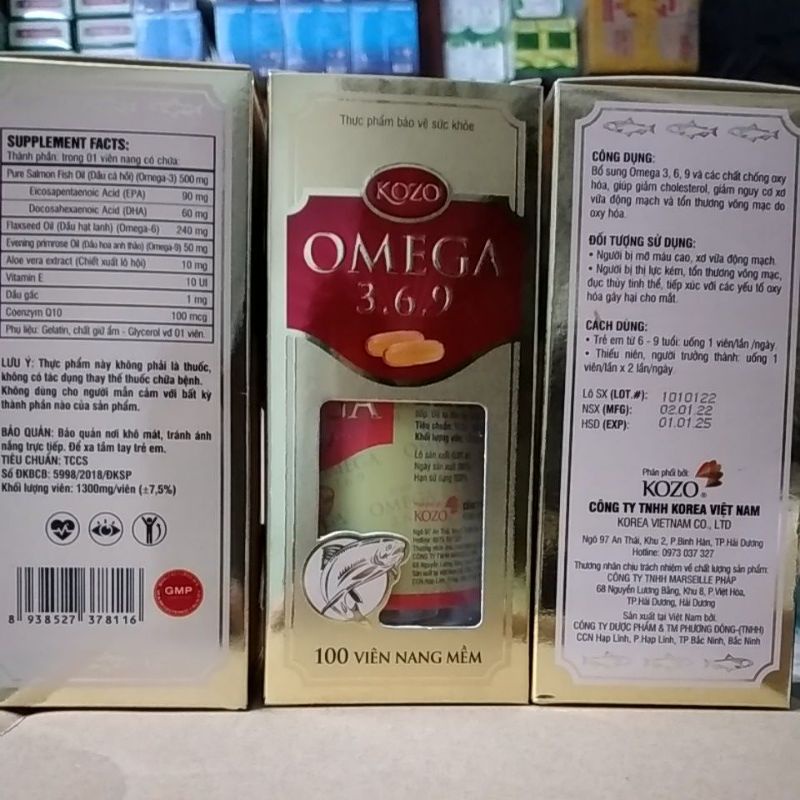 SUPPLEMENT FACTS:
Thành phần: trong 01 viên nang có chứa:
Pure Salmon Fish Oil (Dầu cá hồi) (Omega-3) 500 mg
Eicosapentaenoic Acid (EPA) 90 mg
Docosahexaenoic Acid (DHA) 60 mg
Flaxseed Oil (Dầu hạt lanh) (Omega-6) 240 mg
Evening primrose Oil (Dầu hoa anh thảo) (Omega-9) 50 mg
Aloe vera extract (Chiết xuất lô hội) 10 mg
Vitamin E 10 UI
Dầu gấc 1 mg
Coenzym Q10 100 mcg
Phụ liệu: Gelatin, chất giữ ẩm - Glycerol vđ 01 viên.
LƯU Ý: Thực phẩm này không phải là thuốc,
không có tác dụng thay thế thuốc chữa bệnh.
Không dùng cho người mẫn cảm với bất kỳ
thành phần nào của sản phẩm.
BẢO QUẢN: Bảo quản nơi khô mát, tránh ánh
nắng trực tiếp. Để xa tầm tay trẻ em.
TIÊU CHUẨN: TCCS
Số ĐKBCB: 5998/2018/ĐKSP
Khối lượng viên: 1300mg/viên (±7,5%)
GMP
8 938527 378116
Thực phẩm bảo vệ sức khỏe
KOZO
OMEGA
3.6.9
Tiêu chuẩn:
Khối lượng viên:
Lô sản xuất
Ngày sản xuất
Hạn sử dụng
KOZO
100 VIÊN NANG MỀM
CÔNG DỤNG:
Bổ sung Omega 3, 6, 9 và các chất chống oxy
hóa, giúp giảm cholesterol, giảm nguy cơ xơ
vữa động mạch và tổn thương võng mạc do
oxy hóa.
ĐỐI TƯỢNG SỬ DỤNG:
• Người bị mỡ máu cao, xơ vữa động mạch.
• Người bị thị lực kém, tổn thương võng mạc,
đục thủy tinh thể, tiếp xúc với các yếu tố oxy
hóa gây hại cho mắt.
CÁCH DÙNG:
• Trẻ em từ 6 - 9 tuổi: uống 1 viên/lần /ngày.
• Thiếu niên, người trưởng thành: uống 1
viên/lần x 2 lần/ngày.
Lô SX (LOT.#): 1010122
NSX (MFG): 02.01.22
HSD (EXP): 01.01.25
Phân phối bởi:
KOZO®
CÔNG TY TNHH KOREA VIỆT NAM
KOREA VIETNAM CO., LTD
Ngõ 97 An Thái, Khu 2, P.Bình Hàn, TP.Hải Dương
Hotline: 0973 037 327
Thương nhân chịu trách nhiệm về chất lượng sản phẩm:
CÔNG TY TNHH MARSEILLE PHÁP
68 Nguyễn Lương Bằng, Khu 8, P.Việt Hòa,
TP.Hải Dương, Hải Dương
Sản xuất tại Việt Nam bởi:
CÔNG TY DƯỢC PHẨM & TM PHƯƠNG ĐÔNG-(TNHH)
CCN Hạp Lĩnh, P.Hạp Lĩnh, TP Bắc Ninh, Bắc Ninh